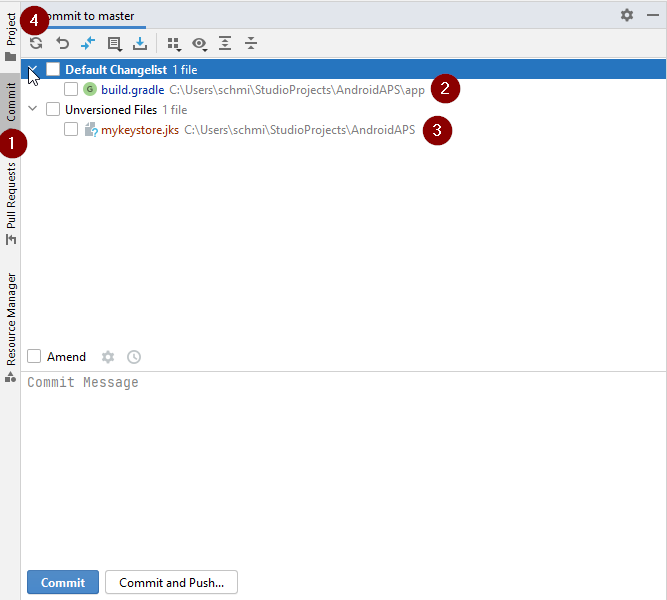 4
Commit to master
Project
Commit
1
Pull Requests
Resource Manager
Default Changelist 1 file
build.gradle C:\Users\schmi\StudioProjects\AndroidAPS\app
2
Unversioned Files 1 file
mykeystore.jks C:\Users\schmi\StudioProjects\AndroidAPS
3
Amend
Commit Message
Commit
Commit and Push...